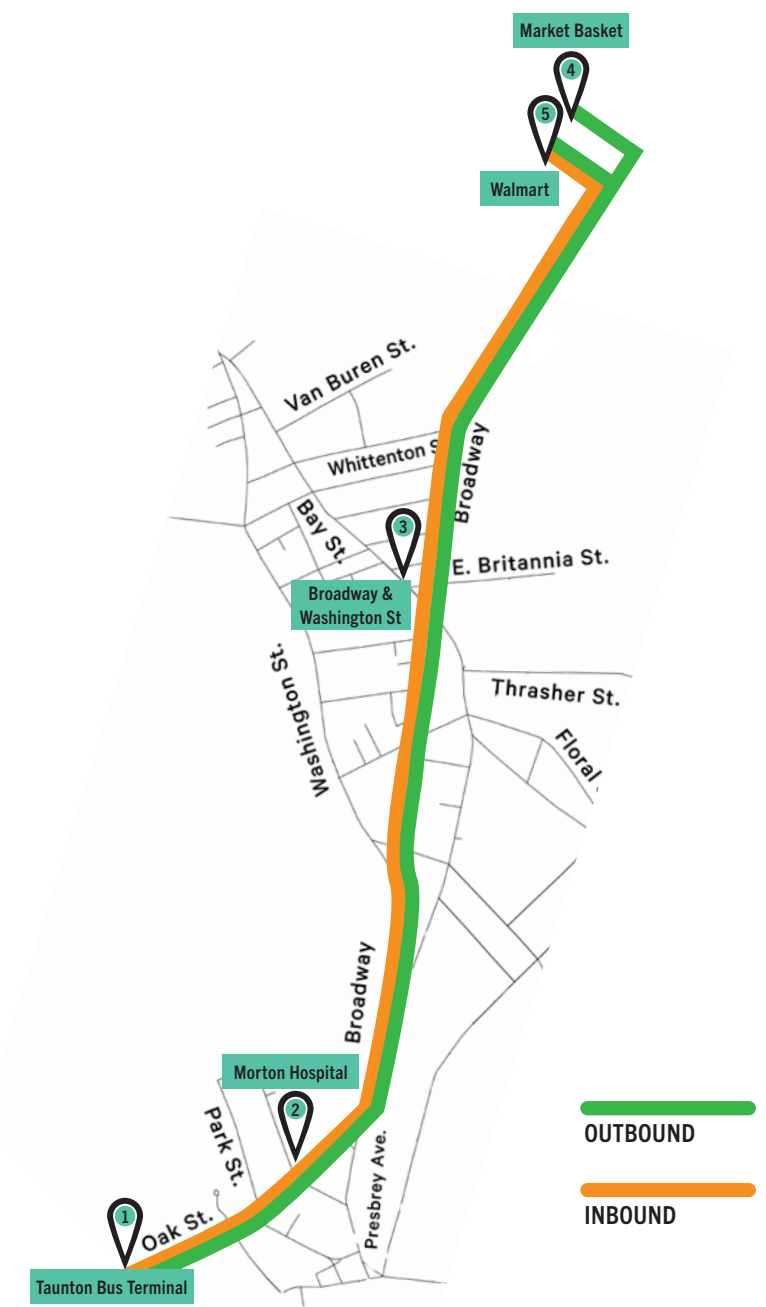 Market Basket
4
5
Walmart
Van Buren St.
Whittenton S
Broadway
Bay St.
3
E. Britannia St.
Broadway &
Washington St
Washington St.
Thrasher St.
Floral
Broadway
Morton Hospital
2
Park St.
Presbrey Ave.
OUTBOUND
INBOUND
1
Oak St.
Taunton Bus Terminal